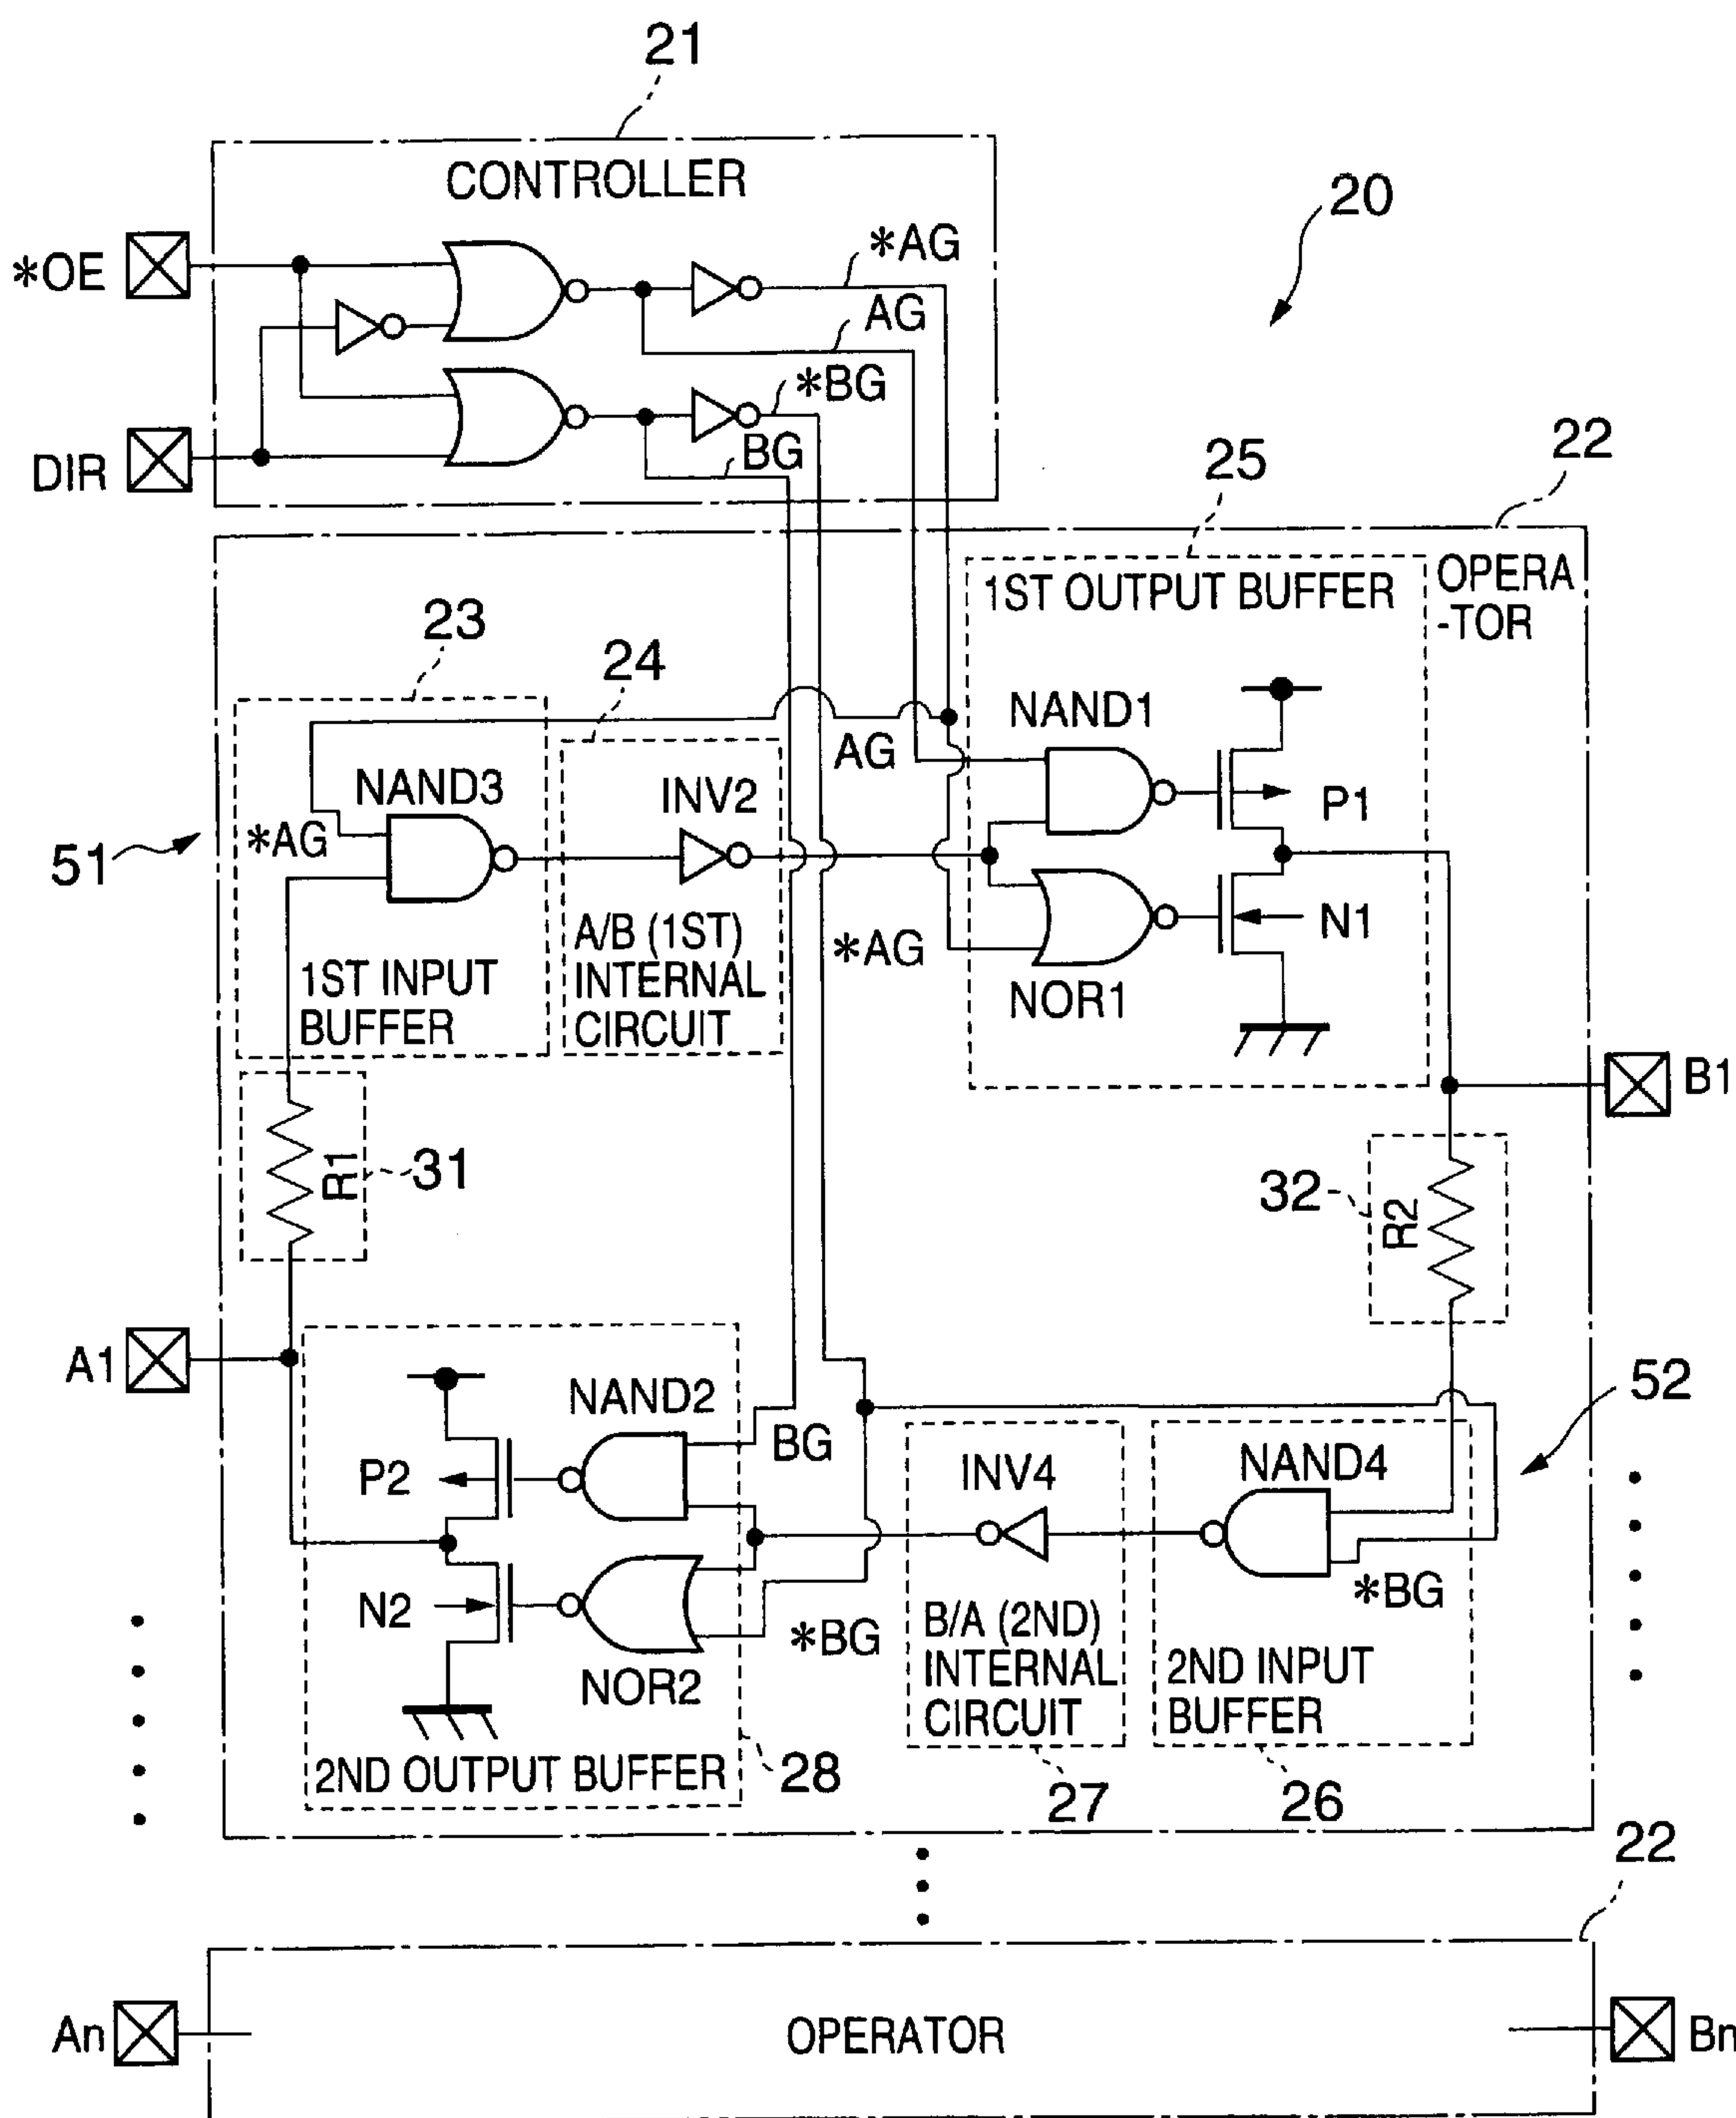 21
CONTROLLER
20
*OE
*AG
AG
*BG
DIR
BG
22
25
1ST OUTPUT BUFFER
OPERA
-TOR
23
24
NAND1
AG
NAND3
INV2
P1
*AG
51
A/B (1ST)
INTERNAL
CIRCUIT
*AG
N1
1ST INPUT
BUFFER
NOR1
B1
R1
31
32
R2
A1
52
NAND2
BG
INV4
NAND4
P2
*BG
N2
*BG
B/A (2ND)
INTERNAL
CIRCUIT
2ND INPUT
BUFFER
NOR2
2ND OUTPUT BUFFER
28
27
26
22
An
OPERATOR
Bn